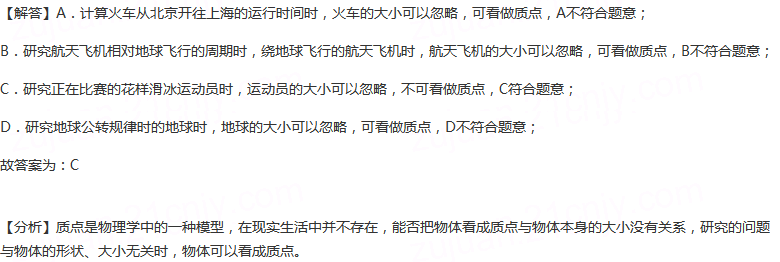 【解答】A．计算火车从北京开往上海的运行时间时，火车的大小可以忽略，可看做质点，A不符合题意；
B．研究航天飞机相对地球飞行的周期时，绕地球飞行的航天飞机时，航天飞机的大小可以忽略，可看做质点，B不符合题意；
C．研究正在比赛的花样滑冰运动员时，运动员的大小可以忽略，不可看做质点，C符合题意；
D．研究地球公转规律时的地球时，地球的大小可以忽略，可看做质点，D不符合题意；
故答案为：C
【分析】质点是物理学中的一种模型，在现实生活中并不存在，能否把物体看成质点与物体本身的大小没有关系，研究的问题
与物体的形状、大小无关时，物体可以看成质点。